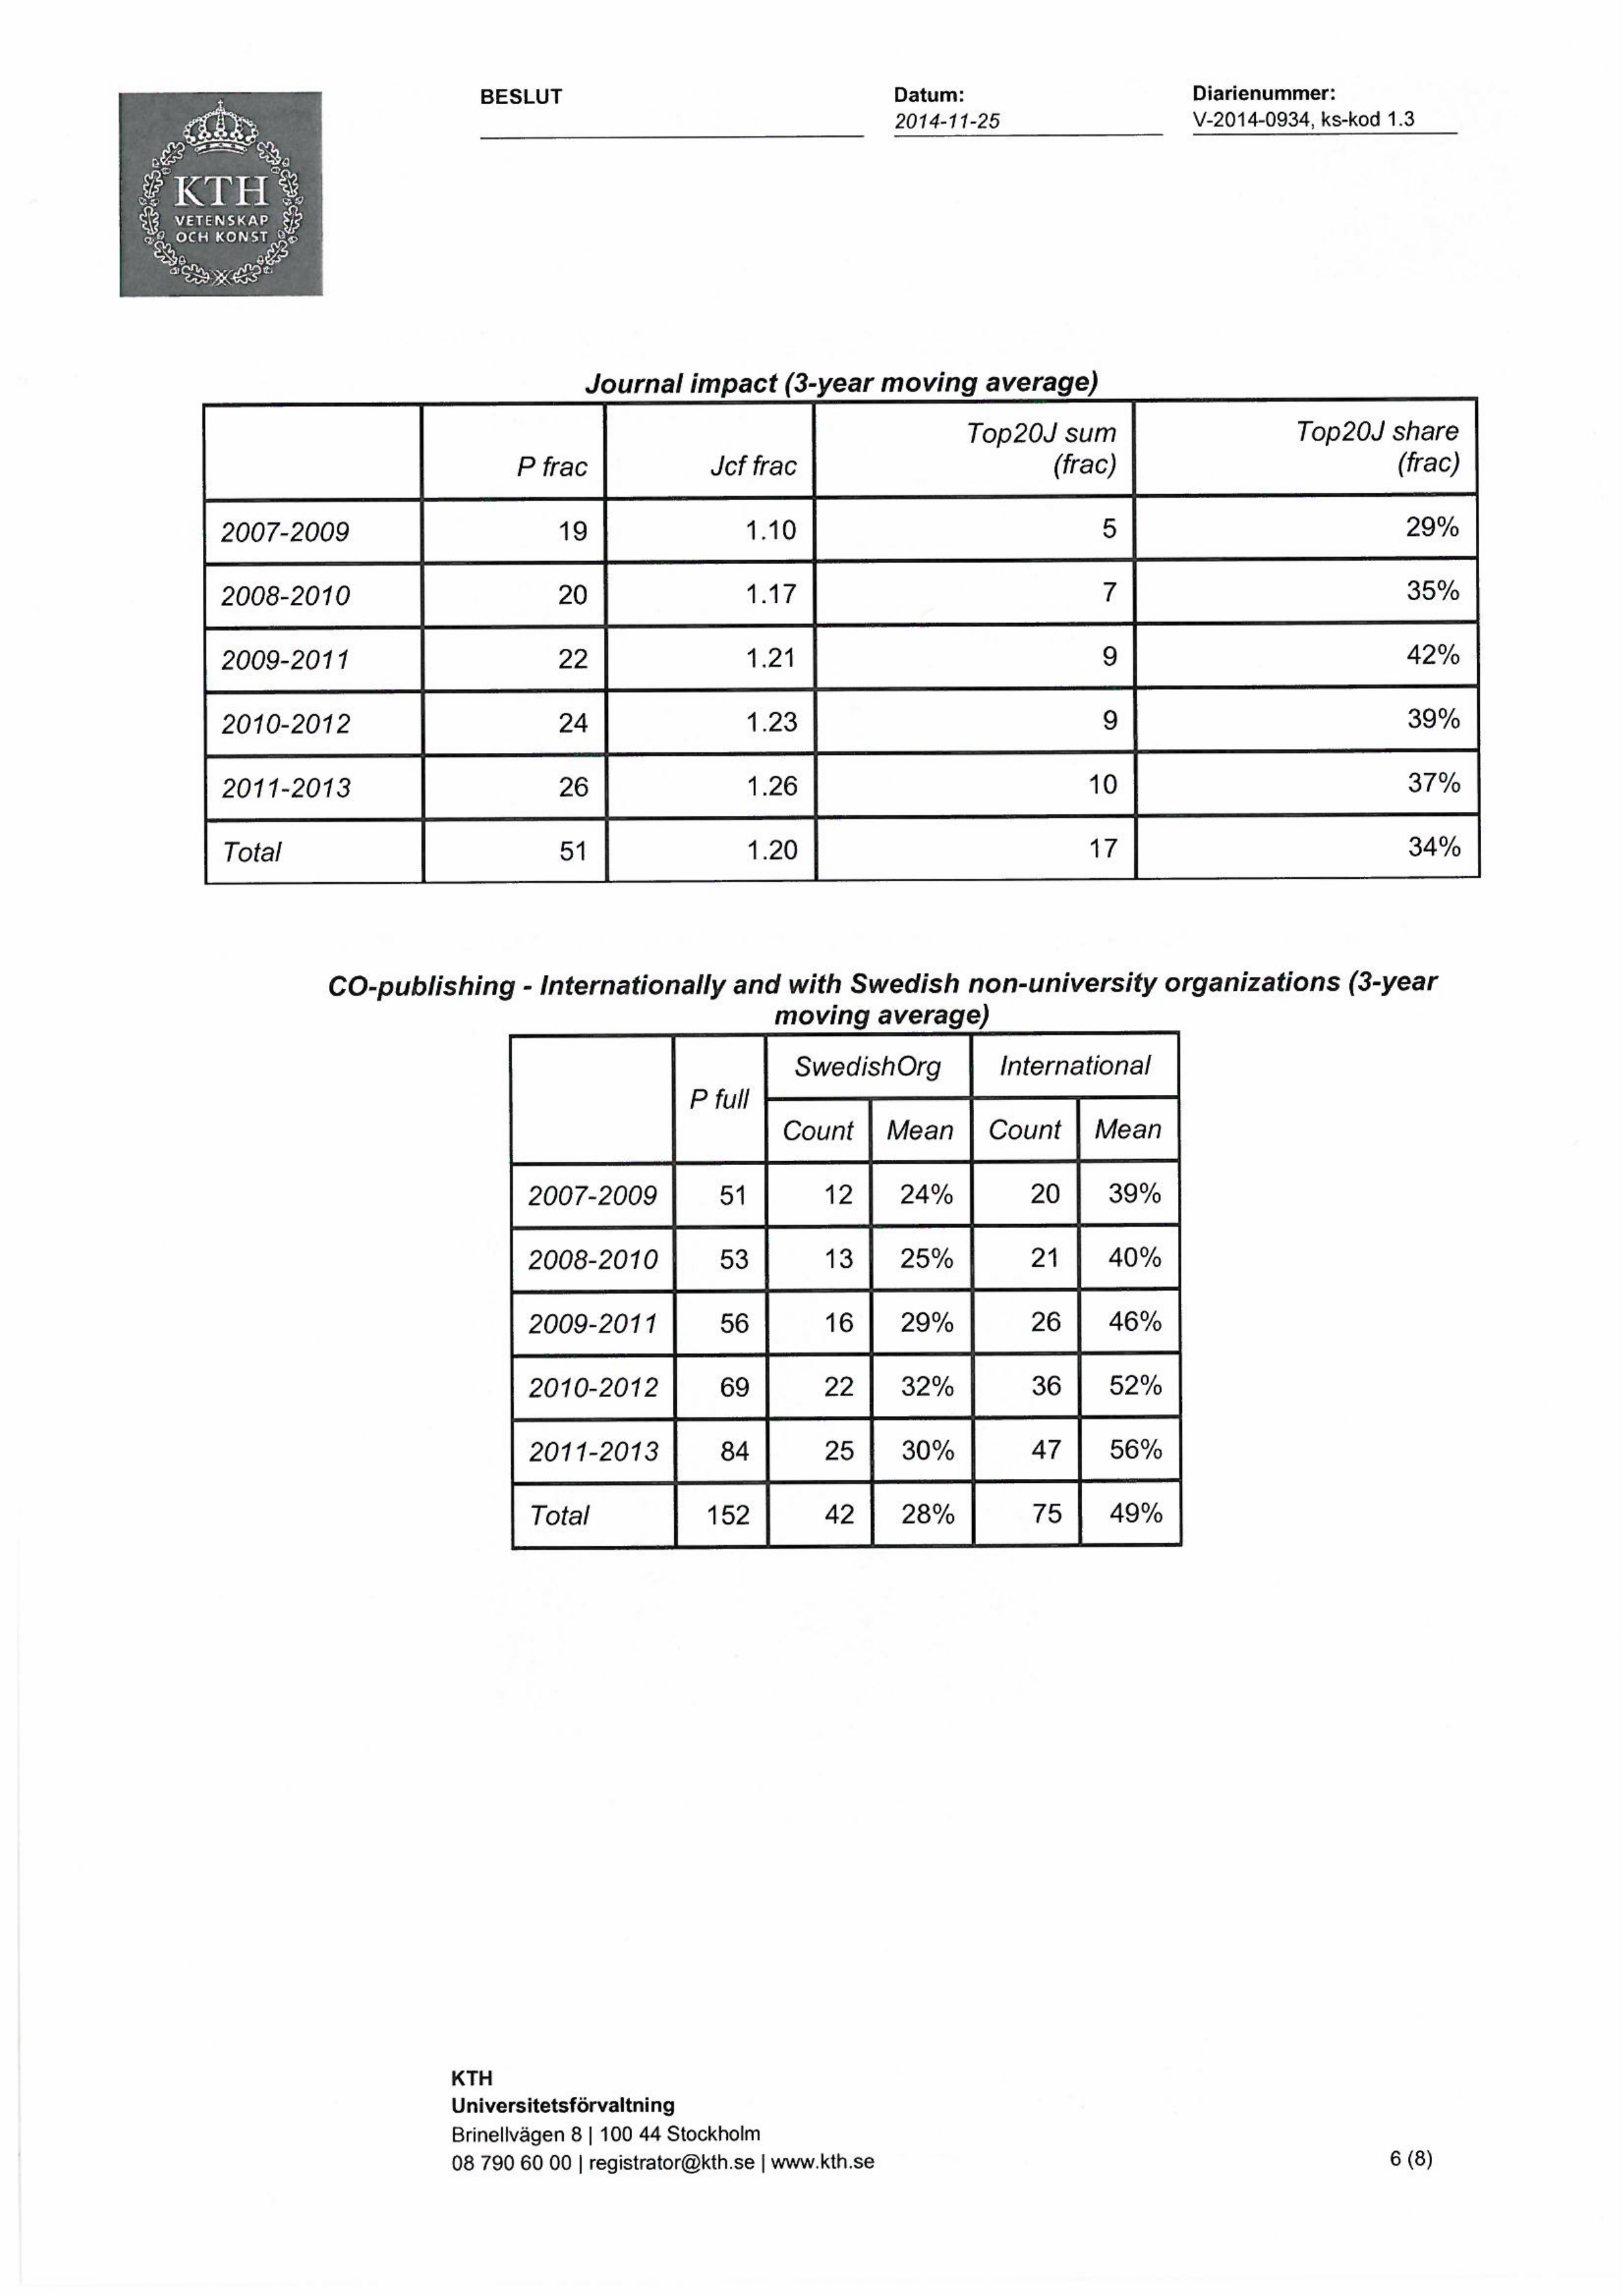 BESLUT
Datum:
2014-11-25
Diarienummer:
V-2014-0934, ks-kod 1.3
KTH
VETENSKAP
OCH KONST
Journal impact (3-year moving average)
P frac Jcf frac Top20J sum (frac) Top20J share (frac)
2007-2009 19 1.10 5 29%
2008-2010 20 1.17 7 35%
2009-2011 22 1.21 9 42%
2010-2012 24 1.23 9 39%
2011-2013 26 1.26 10 37%
Total 51 1.20 17 34%
CO-publishing - Internationally and with Swedish non-university organizations (3-year
moving average)
P full SwedishOrg International
Count Mean Count Mean
2007-2009 51 12 24% 20 39%
2008-2010 53 13 25% 21 40%
2009-2011 56 16 29% 26 46%
2010-2012 69 22 32% 36 52%
2011-2013 84 25 30% 47 56%
Total 152 42 28% 75 49%
KTH
Universitetsförvaltning
Brinellvägen 8 | 100 44 Stockholm
08 790 60 00 | registrator@kth.se | www.kth.se
6 (8)